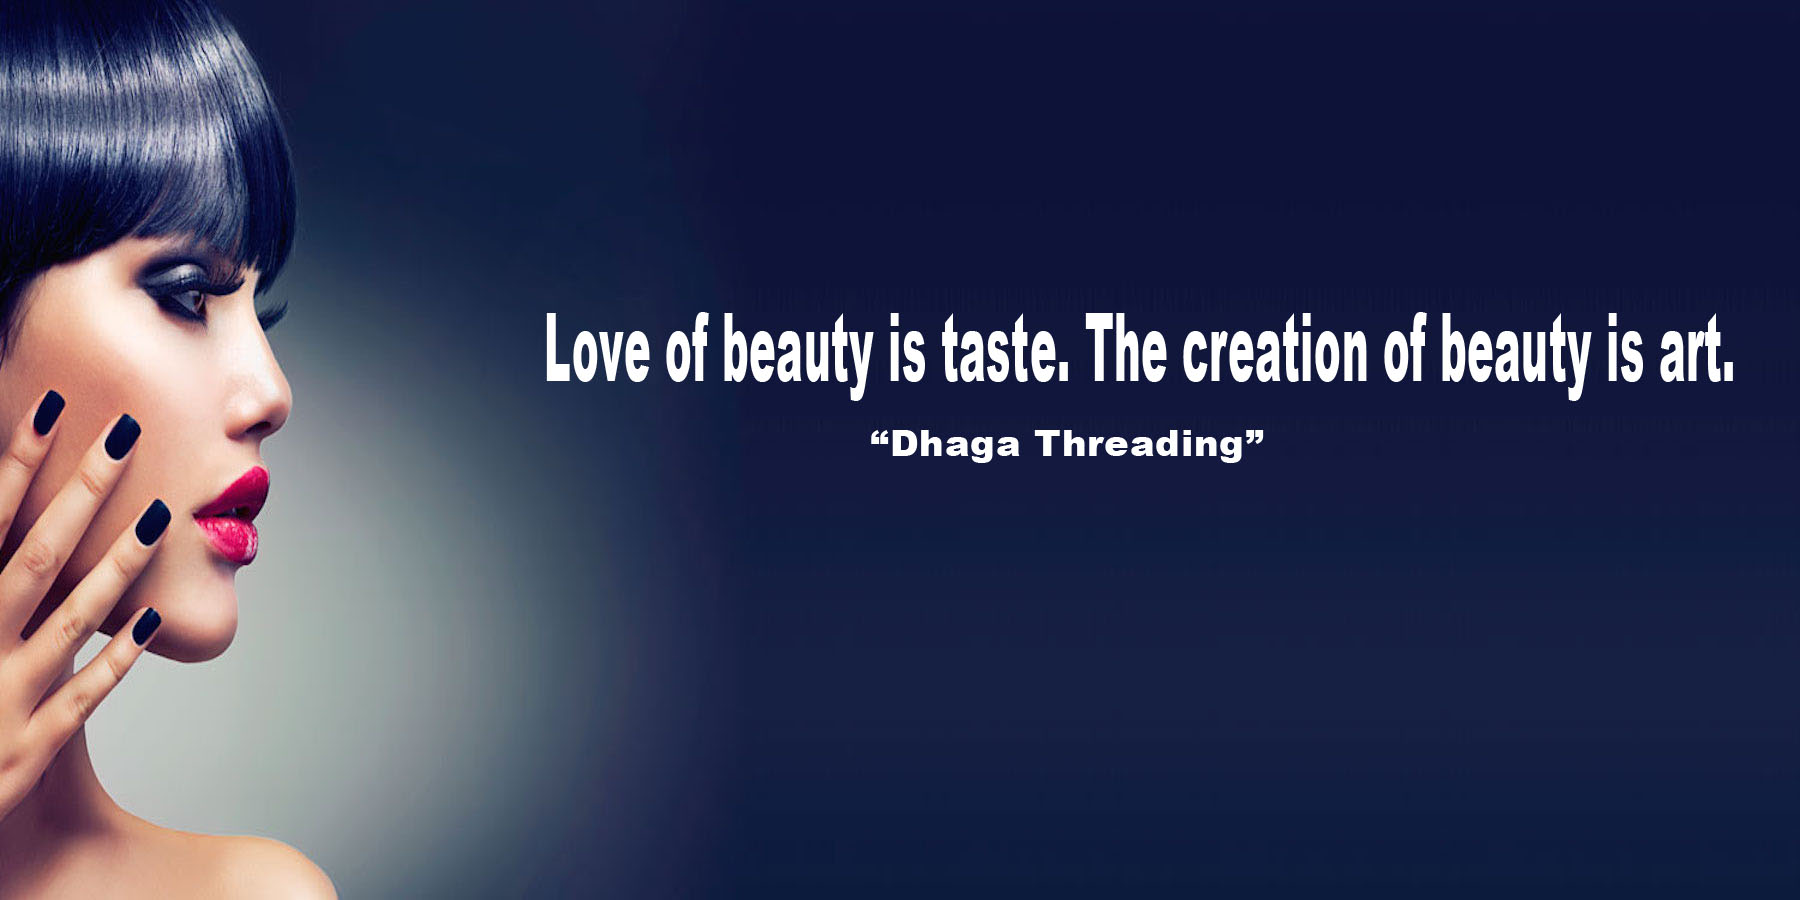 Love of beauty is taste. The creation of beauty is art.
“Dhaga Threading”